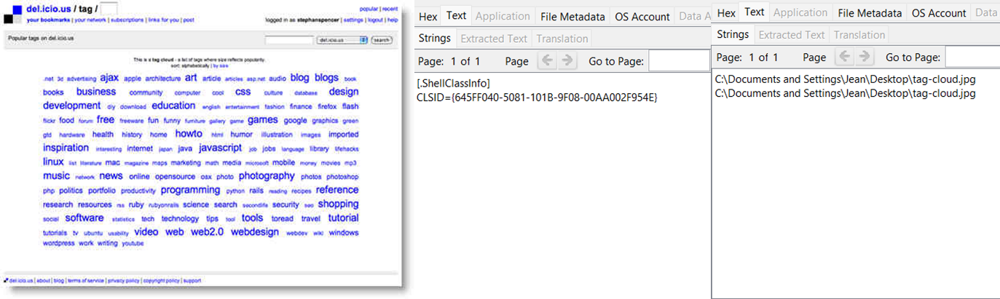 del.icio.us / tag /
your bookmarks | your network | subscriptions | links for you | post
popular | recent
logged in as stephanspencer | settings | logout | help
Popular tags on del.icio.us
del.icio.us search
This is a tag cloud - a list of tags where size reflects popularity.
sort: alphabetically | by size
.net 3d advertising ajax apple architecture art article articles asp.net audio blog blogs book
books business community computer cool css culture database design
development diy download education english entertainment fashion finance firefox flash
flickr food forum free freeware fun funny furniture gallery game games google graphics green
gtd hardware health history home howto html humor illustration images imported
inspiration interesting internet japan java javascript job jobs language library lifehacks
linux list literature mac magazine maps marketing math media microsoft mobile money movies mp3
music network news online opensource osx photo photography photos photoshop
php politics portfolio productivity programming python rails reading recipes reference
research resources rss ruby rubyonrails science search secondlife security seo shopping
social software statistics tech technology tips tool tools toread travel tutorial
tutorials tv ubuntu usability video web web2.0 webdesign webdev wiki windows
wordpress work writing youtube
del.icio.us | about | blog | terms of service | privacy policy | copyright policy | support
Hex Text Application File Metadata OS Account Data A
Strings Extracted Text Translation
Page: 1 of 1 Page Go to Page:
[.ShellClassInfo]
CLSID={645FF040-5081-101B-9F08-00AA002F954E}
Hex Text Application File Metadata OS Account Data
Strings Extracted Text Translation
Page: 1 of 1 Page Go to Page:
C:\Documents and Settings\Jean\Desktop\tag-cloud.jpg
C:\Documents and Settings\Jean\Desktop\tag-cloud.jpg